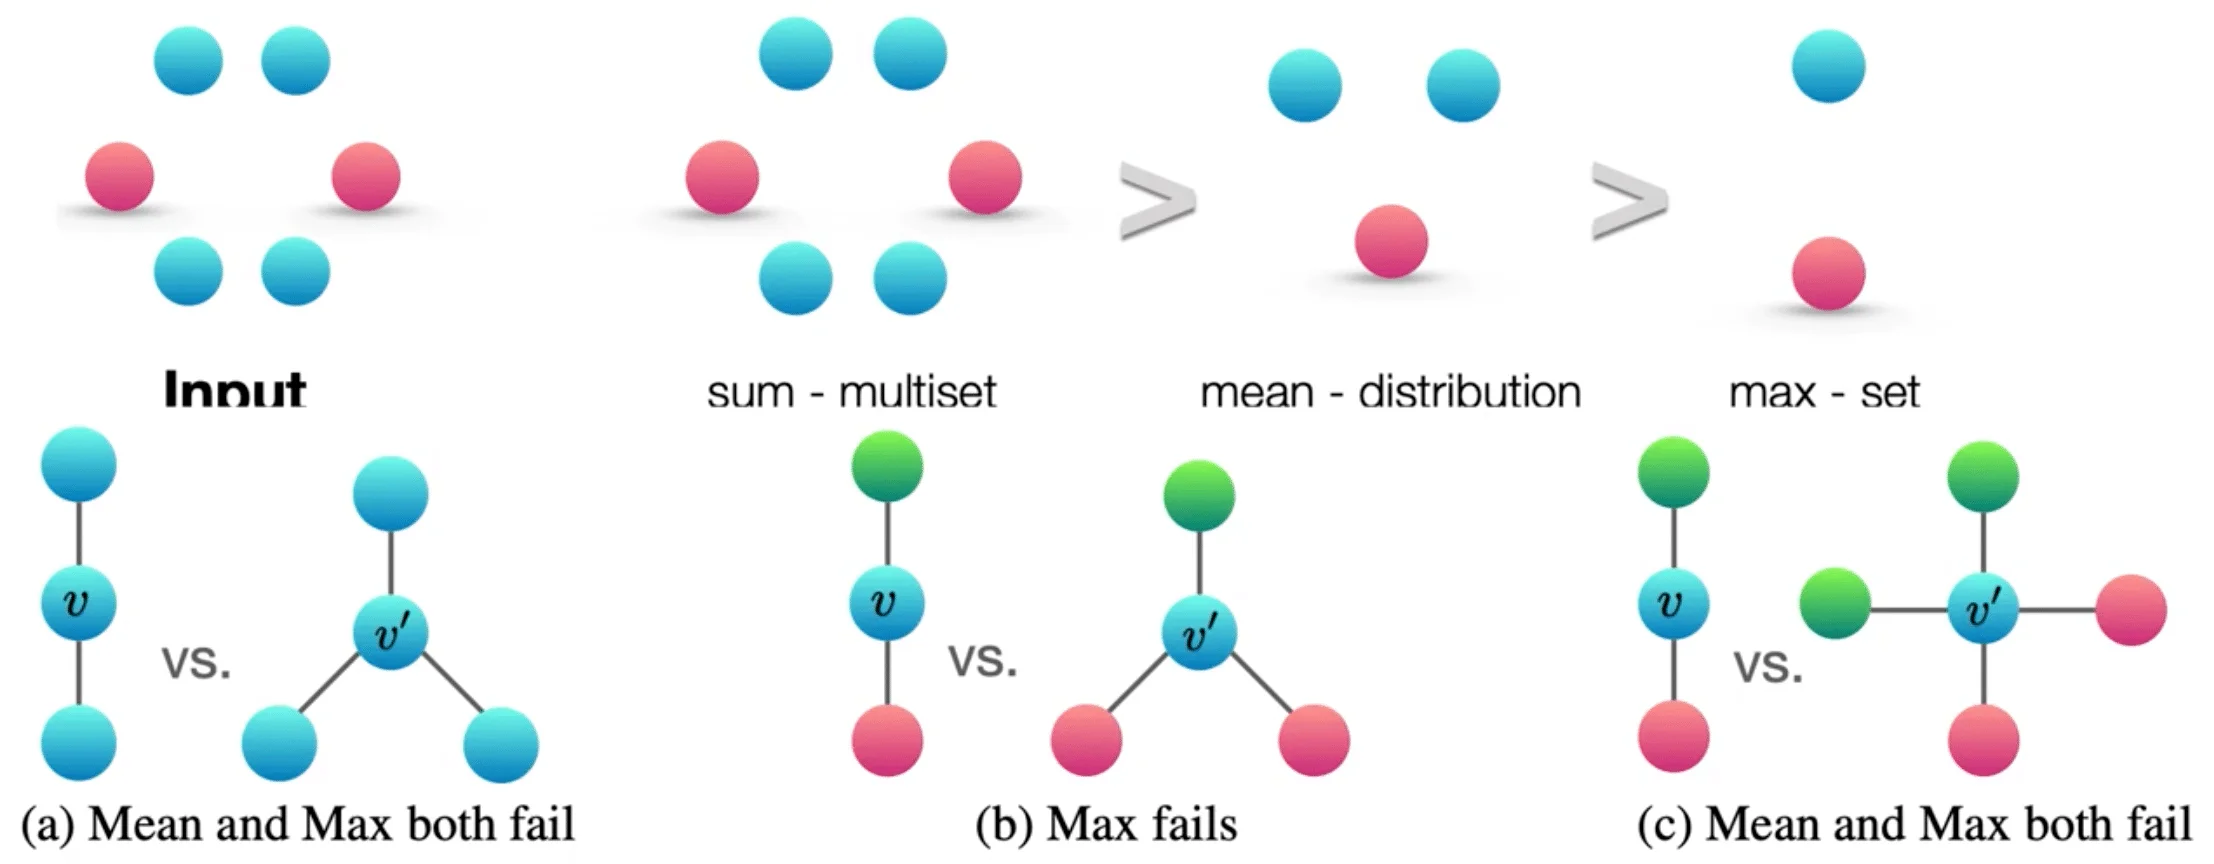 > >
Input
sum - multiset
mean - distribution
max - set
v
vs.
v′
v
vs.
v′
v
vs.
v′
(a) Mean and Max both fail
(b) Max fails
(c) Mean and Max both fail